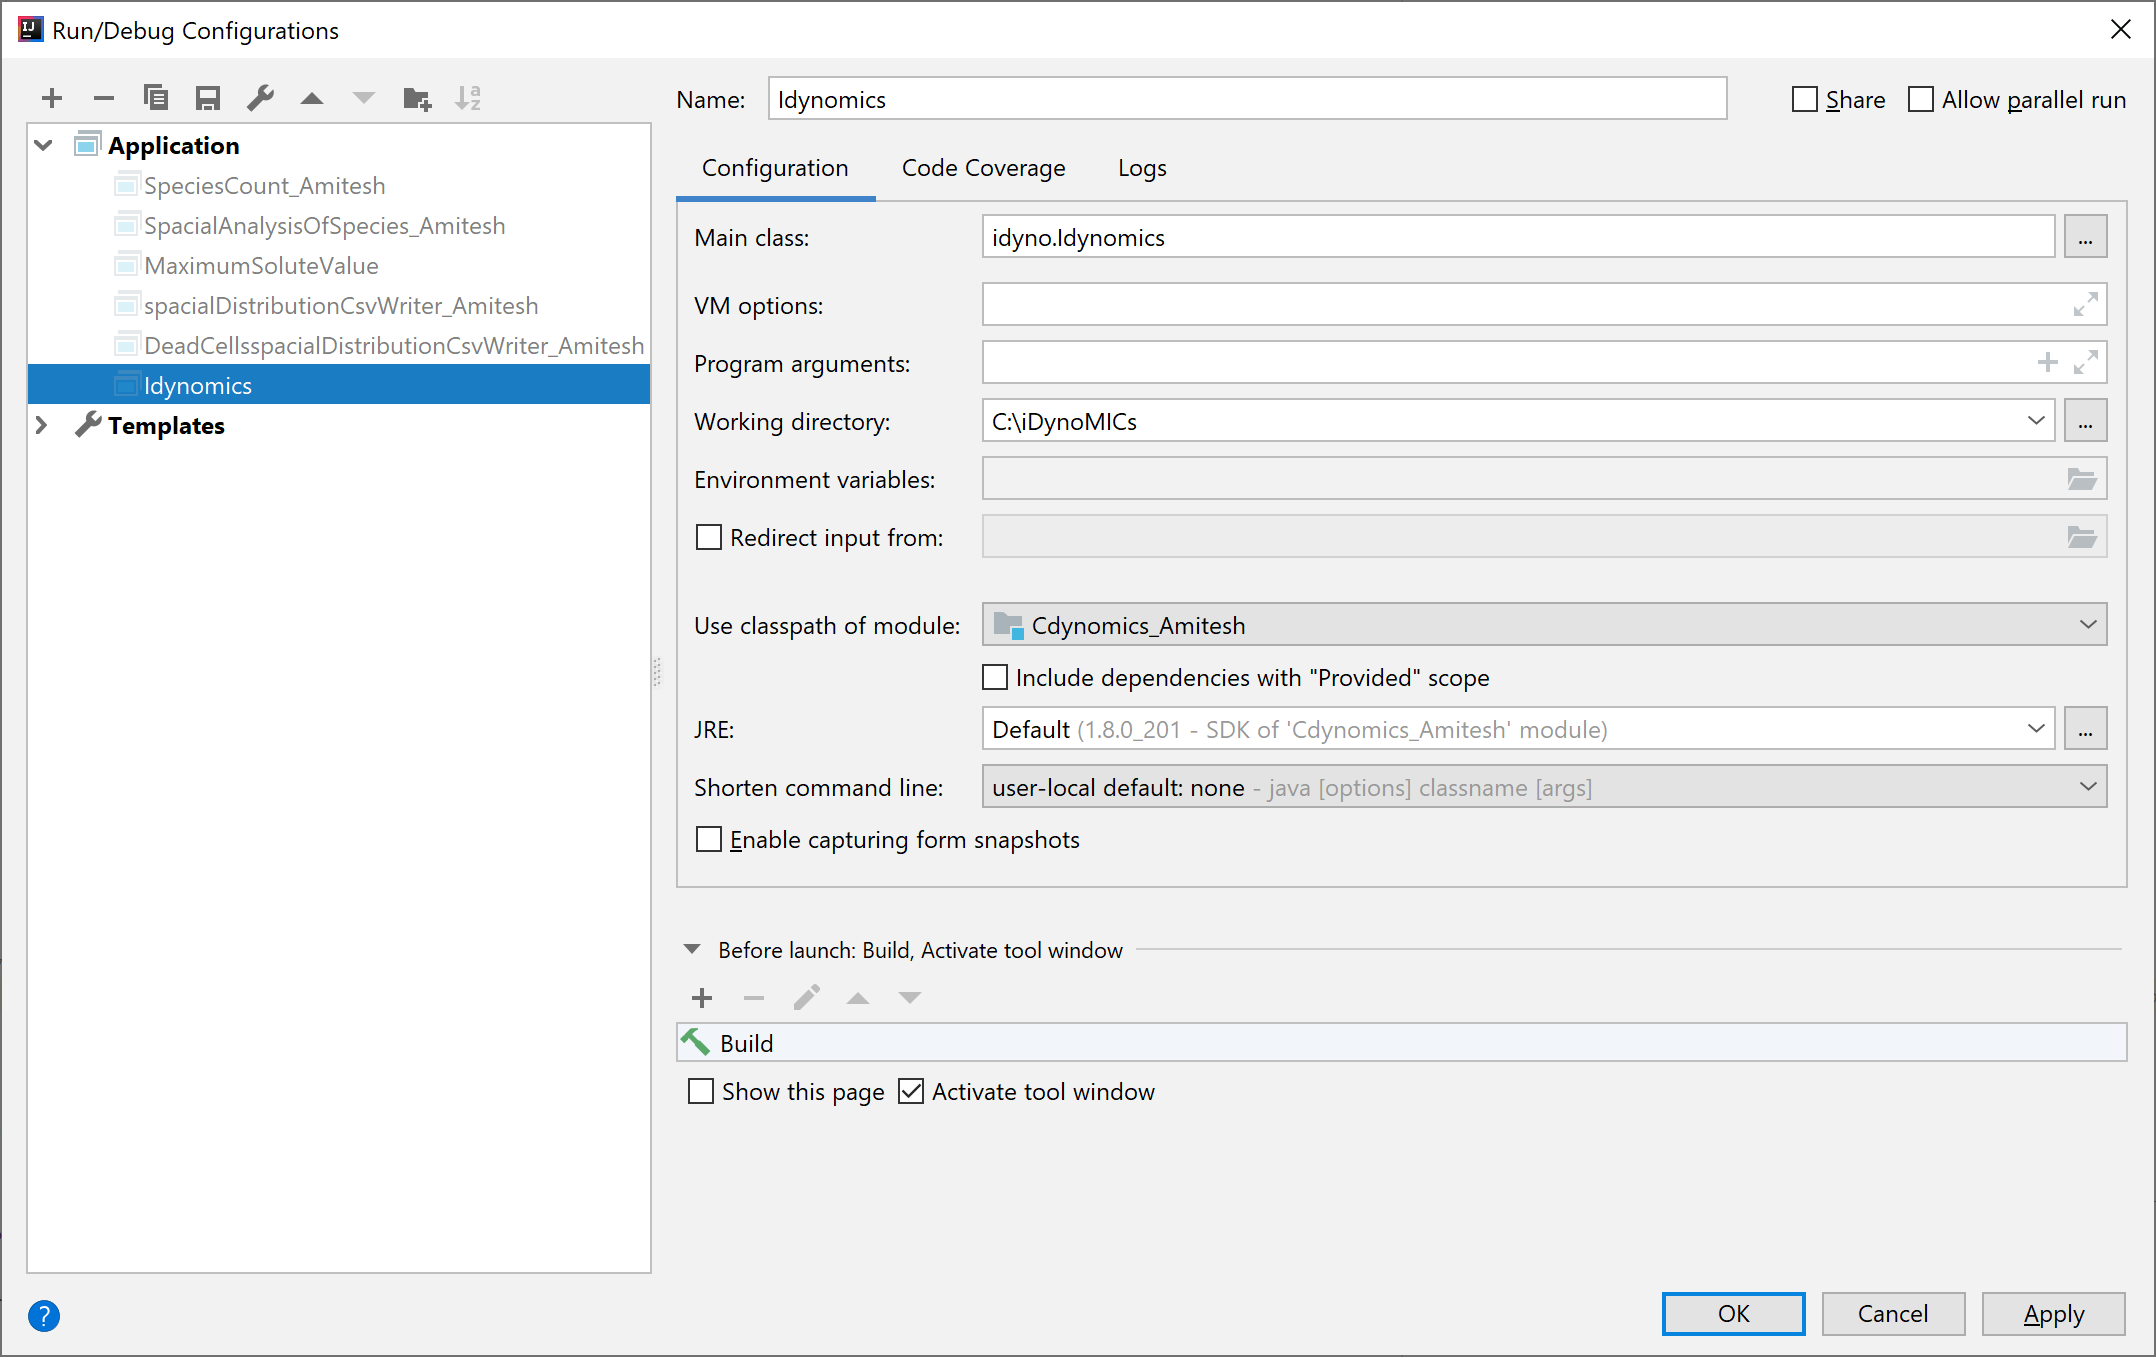 Run/Debug Configurations
Name: Idynomics Share Allow parallel run
Application
SpeciesCount_Amitesh
SpacialAnalysisOfSpecies_Amitesh
MaximumSoluteValue
spacialDistributionCsvWriter_Amitesh
DeadCellsspacialDistributionCsvWriter_Amitesh
Idynomics
Templates
Configuration Code Coverage Logs
Main class: idyno.Idynomics ...
VM options:
Program arguments:
Working directory: C:\iDynoMICs ...
Environment variables:
Redirect input from:
Use classpath of module: Cdynomics_Amitesh
Include dependencies with "Provided" scope
JRE: Default (1.8.0_201 - SDK of 'Cdynomics_Amitesh' module) ...
Shorten command line: user-local default: none - java [options] classname [args]
Enable capturing form snapshots
Before launch: Build, Activate tool window
Build
Show this page Activate tool window
? OK Cancel Apply